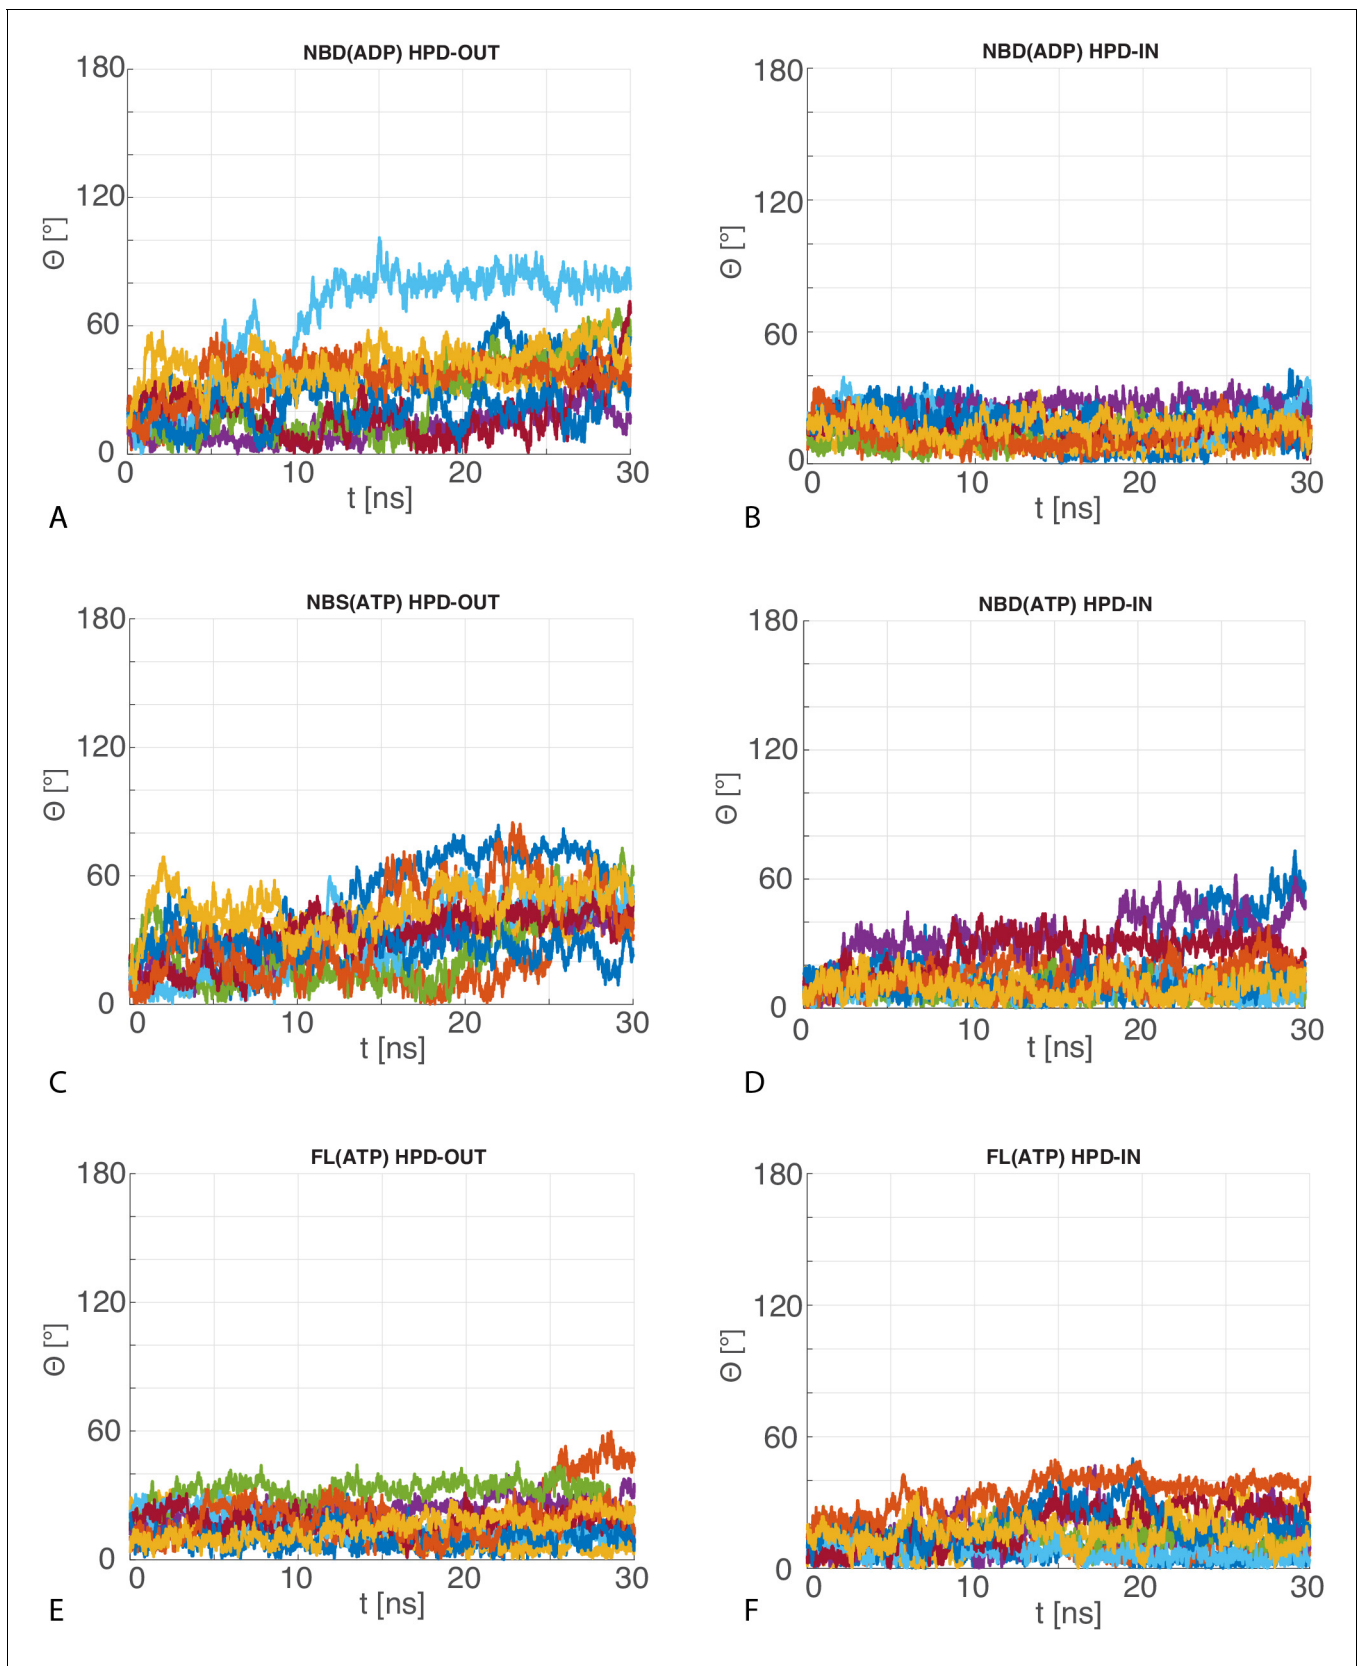 NBD(ADP) HPD-OUT
180
120
60
0
Θ [°]
0 10 20 30
t [ns]
A
NBD(ADP) HPD-IN
180
120
60
0
Θ [°]
0 10 20 30
t [ns]
B
NBS(ATP) HPD-OUT
180
120
60
0
Θ [°]
0 10 20 30
t [ns]
C
NBD(ATP) HPD-IN
180
120
60
0
Θ [°]
0 10 20 30
t [ns]
D
FL(ATP) HPD-OUT
180
120
60
0
Θ [°]
0 10 20 30
t [ns]
E
FL(ATP) HPD-IN
180
120
60
0
Θ [°]
0 10 20 30
t [ns]
F